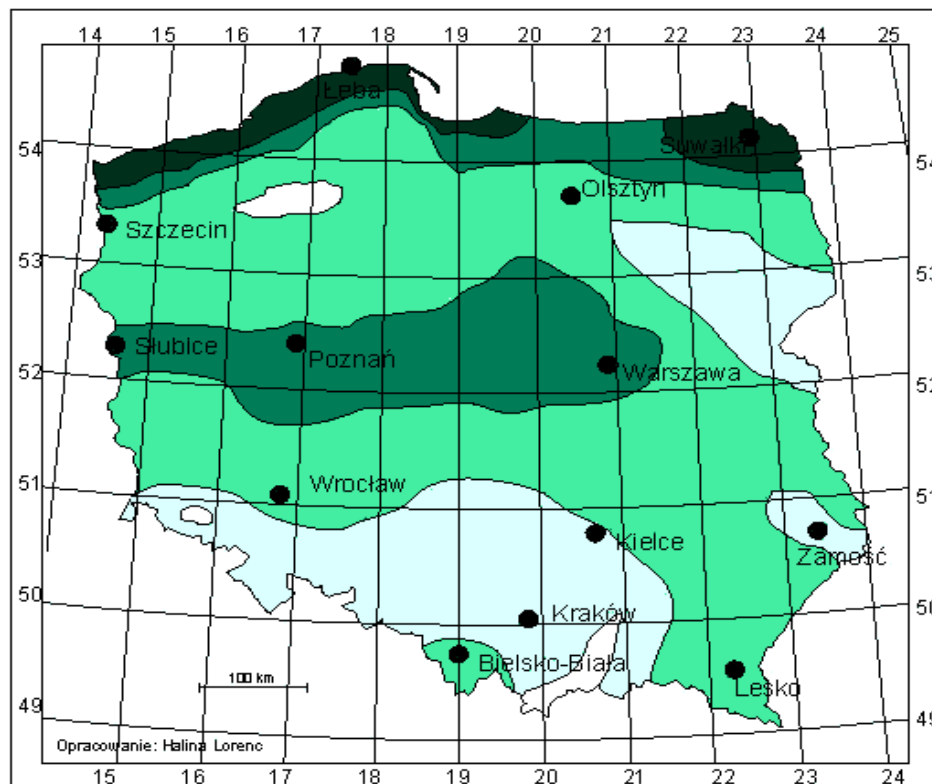 14 15 16 17 18 19 20 21 22 23 24 25
Łeba
54
Suwałki
54
Olsztyn
Szczecin
53
53
Słubice
Poznań
Warszawa
52
52
Wrocław
51
51
Kielce
Zamość
50
Kraków
50
Bielsko-Biała
Lesko
100 km
49
49
Opracowanie: Halina Lorenc
15 16 17 18 19 20 21 22 23 24